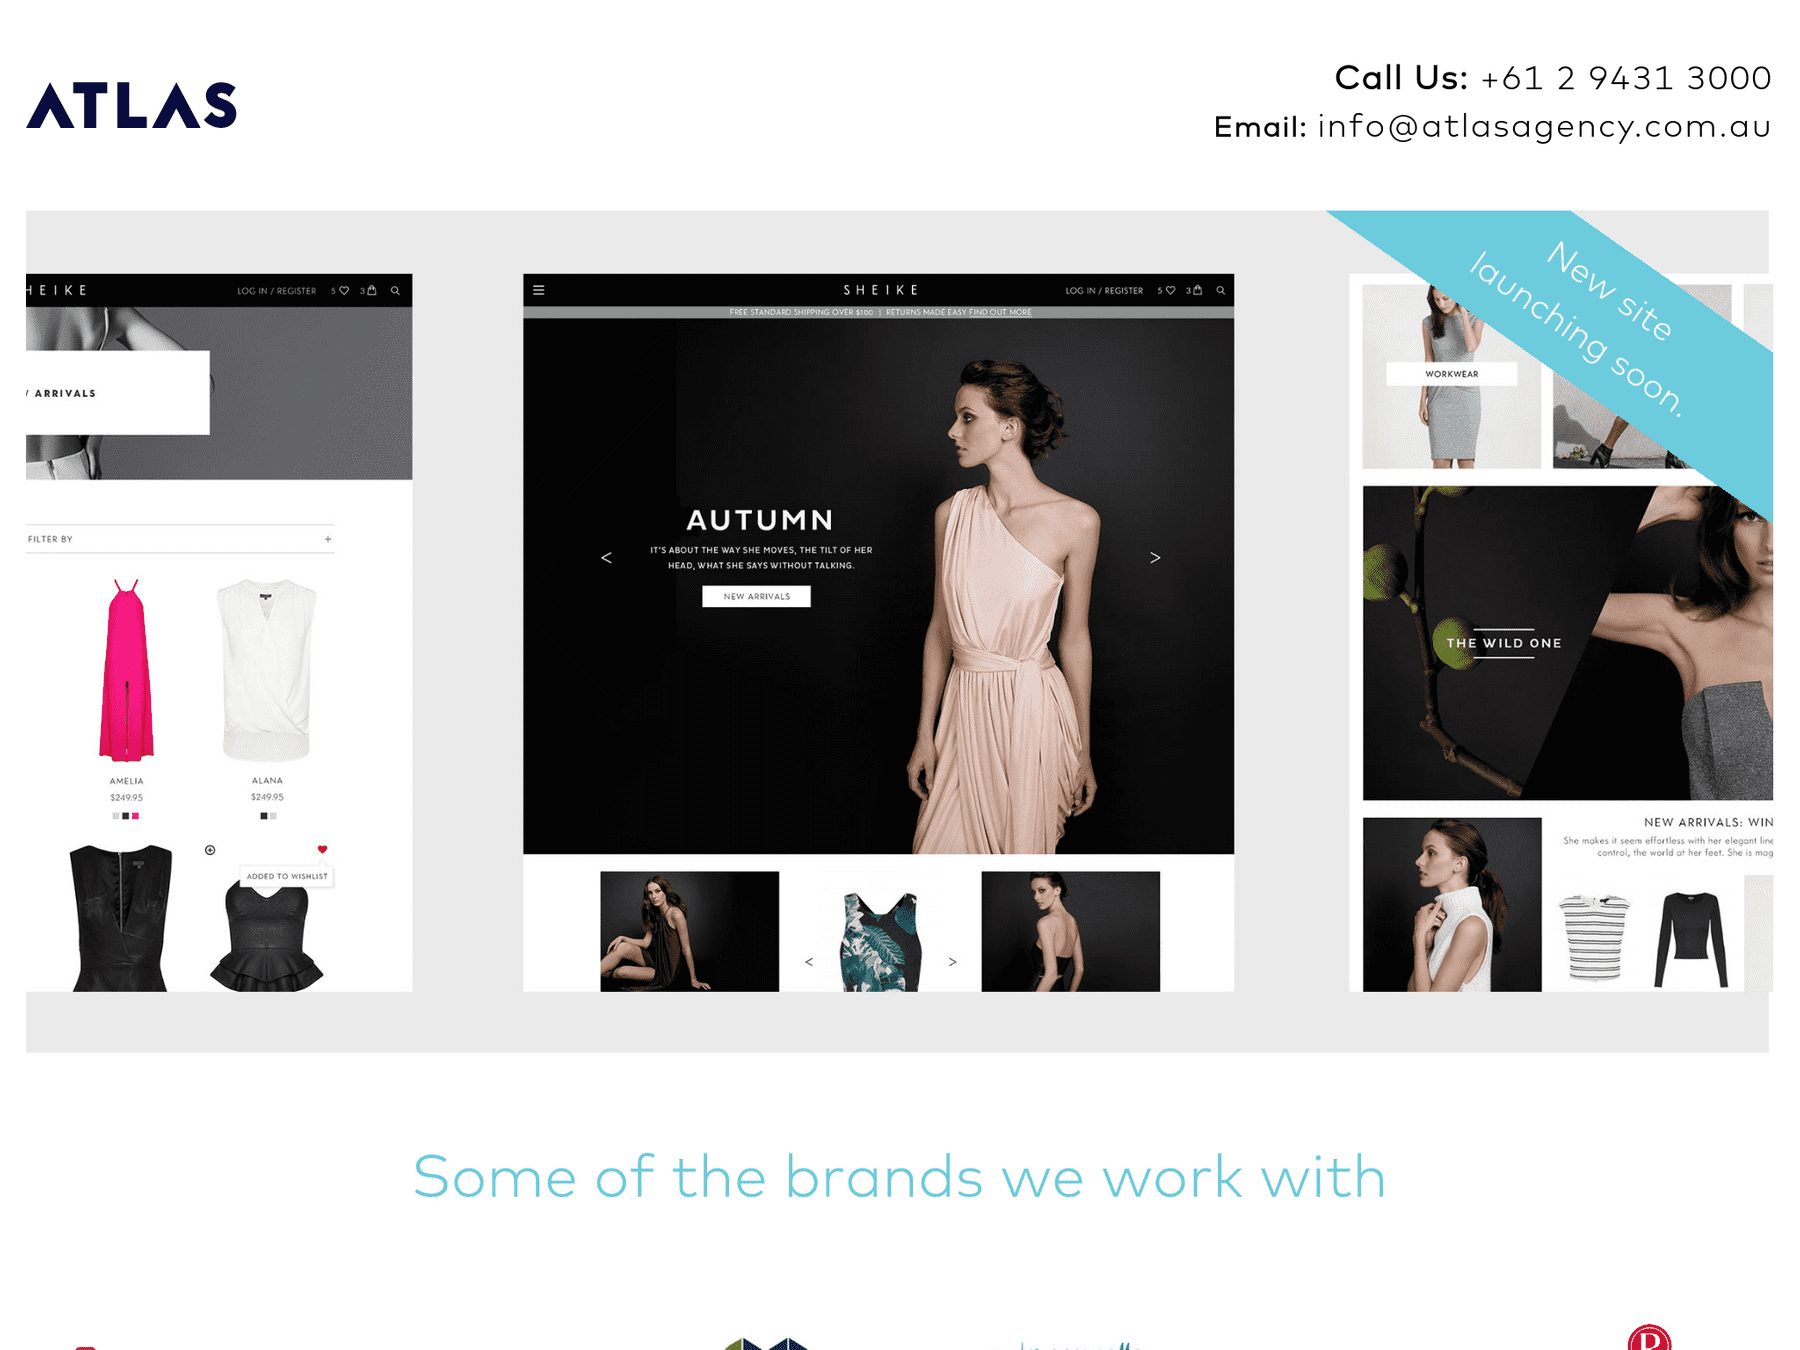 ATLAS
Call Us: +61 2 9431 3000
Email: info@atlasagency.com.au
New site
launching soon.
HEIKE
LOG IN / REGISTER 5 3
ARRIVALS
FILTER BY +
AMELIA
$249.95
ALANA
$249.95
ADDED TO WISHLIST
SHEIKE
LOG IN / REGISTER 5 3
FREE STANDARD SHIPPING OVER $100 | RETURNS MADE EASY FIND OUT MORE
AUTUMN
IT'S ABOUT THE WAY SHE MOVES, THE TILT OF HER
HEAD, WHAT SHE SAYS WITHOUT TALKING.
NEW ARRIVALS
< >
< >
WORKWEAR
THE WILD ONE
NEW ARRIVALS: WIN
She makes it seem effortless with her elegant line
control, the world at her feet. She is mag
Some of the brands we work with